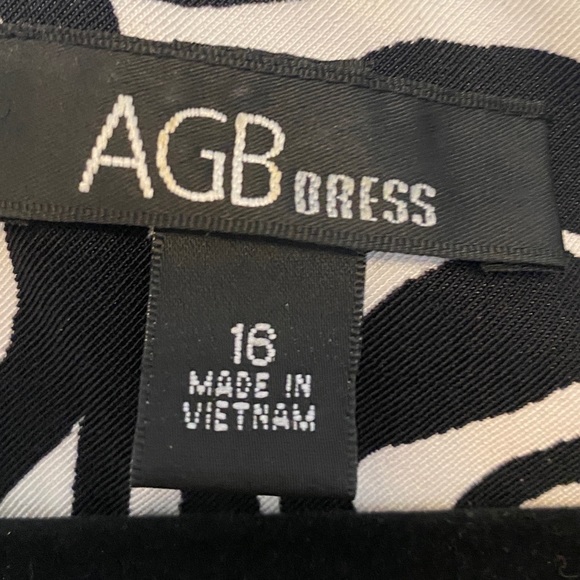 AGB DRESS
16
MADE IN
VIETNAM